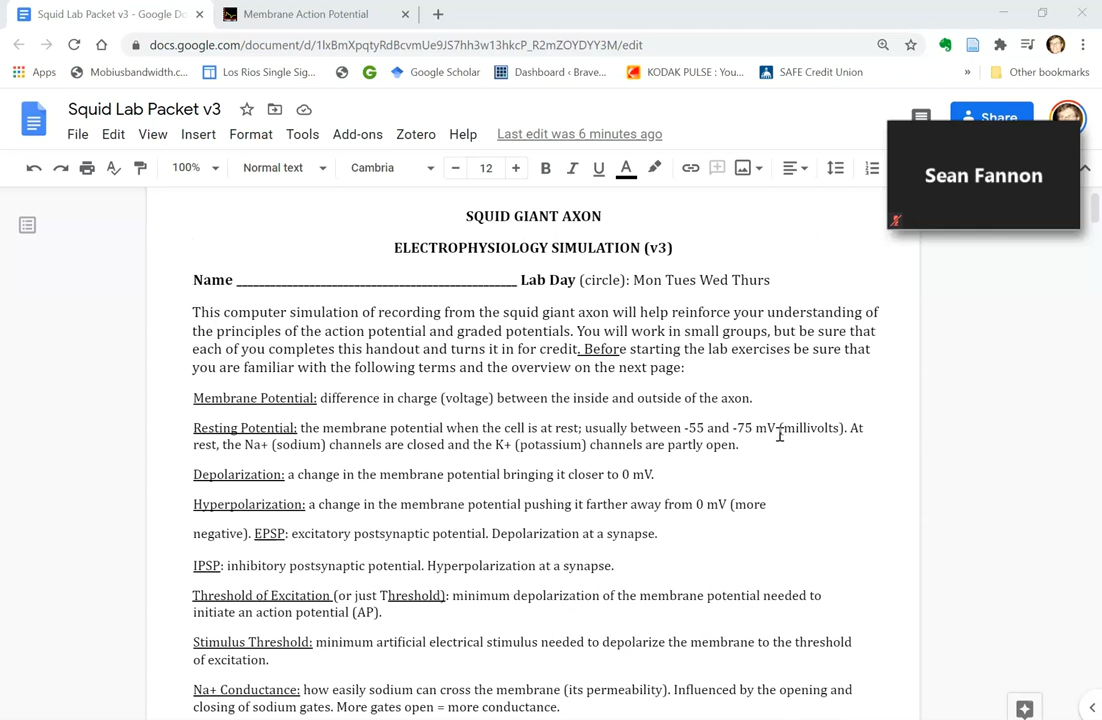 Squid Lab Packet v3 - Google Do
Membrane Action Potential
docs.google.com/document/d/1lxBmXpqtyRdBcvmUe9JS7hh3w13hkcP_R2mZOYDYY3M/edit
Apps
Mobiusbandwidth.c...
Los Rios Single Sig...
Google Scholar
Dashboard ‹ Brave...
KODAK PULSE : You...
SAFE Credit Union
»
Other bookmarks
Squid Lab Packet v3
File Edit View Insert Format Tools Add-ons Zotero Help Last edit was 6 minutes ago
Share
100% Normal text Cambria 12 B I U A
Sean Fannon
SQUID GIANT AXON
ELECTROPHYSIOLOGY SIMULATION (v3)
Name ________________________________________________ Lab Day (circle): Mon Tues Wed Thurs
This computer simulation of recording from the squid giant axon will help reinforce your understanding of
the principles of the action potential and graded potentials. You will work in small groups, but be sure that
each of you completes this handout and turns it in for credit. Before starting the lab exercises be sure that
you are familiar with the following terms and the overview on the next page:
Membrane Potential: difference in charge (voltage) between the inside and outside of the axon.
Resting Potential: the membrane potential when the cell is at rest; usually between -55 and -75 mV (millivolts). At
rest, the Na+ (sodium) channels are closed and the K+ (potassium) channels are partly open.
Depolarization: a change in the membrane potential bringing it closer to 0 mV.
Hyperpolarization: a change in the membrane potential pushing it farther away from 0 mV (more
negative). EPSP: excitatory postsynaptic potential. Depolarization at a synapse.
IPSP: inhibitory postsynaptic potential. Hyperpolarization at a synapse.
Threshold of Excitation (or just Threshold): minimum depolarization of the membrane potential needed to
initiate an action potential (AP).
Stimulus Threshold: minimum artificial electrical stimulus needed to depolarize the membrane to the threshold
of excitation.
Na+ Conductance: how easily sodium can cross the membrane (its permeability). Influenced by the opening and
closing of sodium gates. More gates open = more conductance.